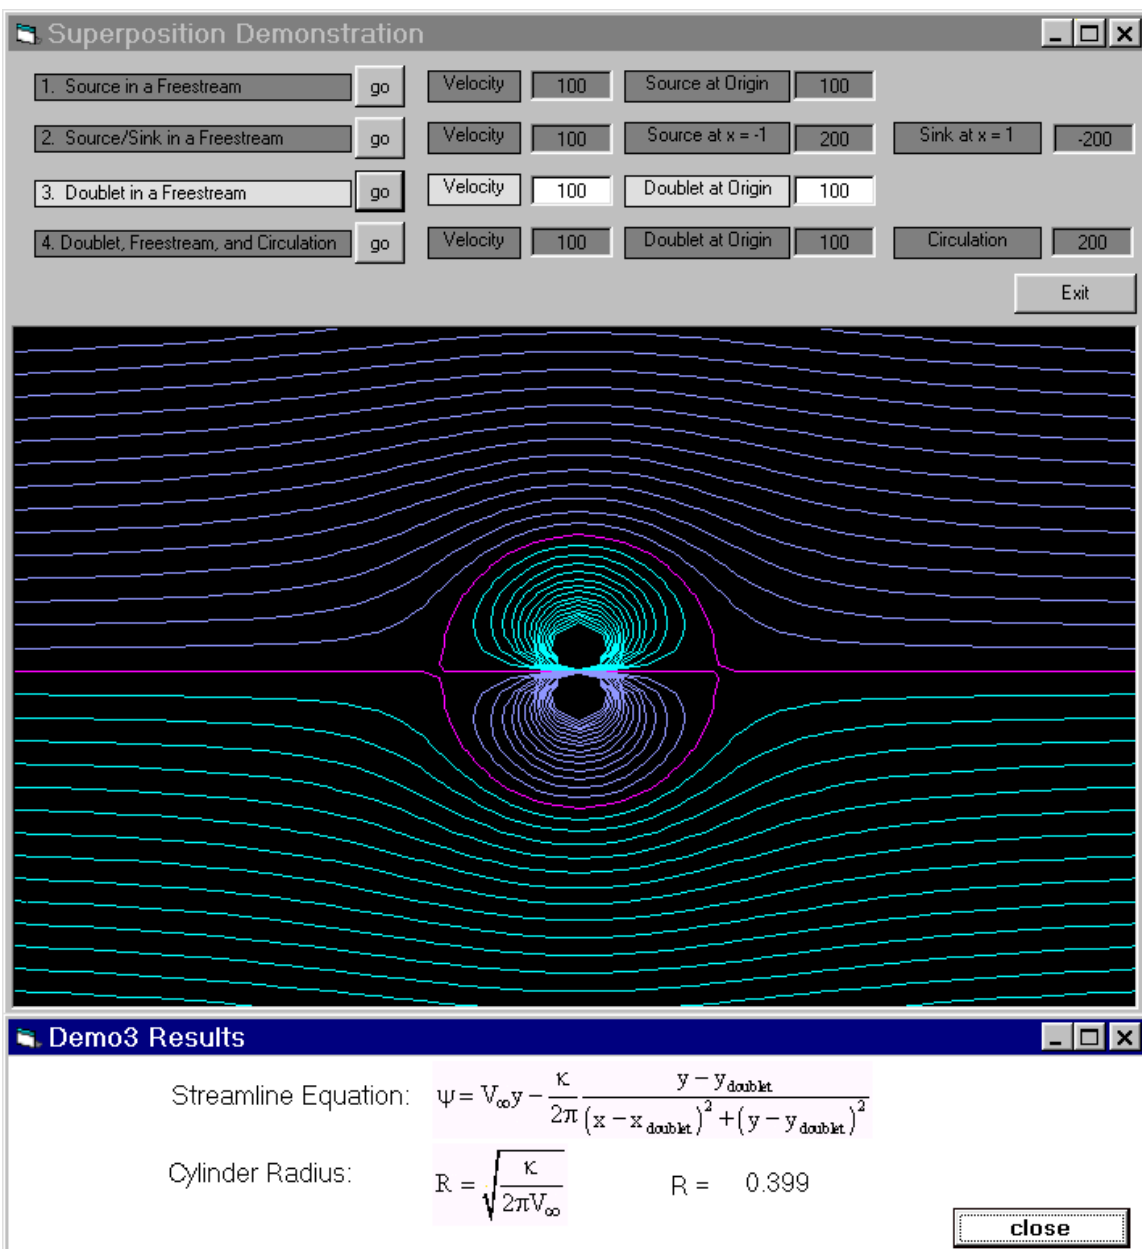 Superposition Demonstration
1. Source in a Freestream go Velocity 100 Source at Origin 100
2. Source/Sink in a Freestream go Velocity 100 Source at x = -1 200 Sink at x = 1 -200
3. Doublet in a Freestream go Velocity 100 Doublet at Origin 100
4. Doublet, Freestream, and Circulation go Velocity 100 Doublet at Origin 100 Circulation 200
Exit
Demo3 Results
Streamline Equation: ψ = V∞y − κ/2π (y − y_doublet)/((x − x_doublet)² + (y − y_doublet)²)
Cylinder Radius: R = √(κ/2πV∞) R = 0.399
close